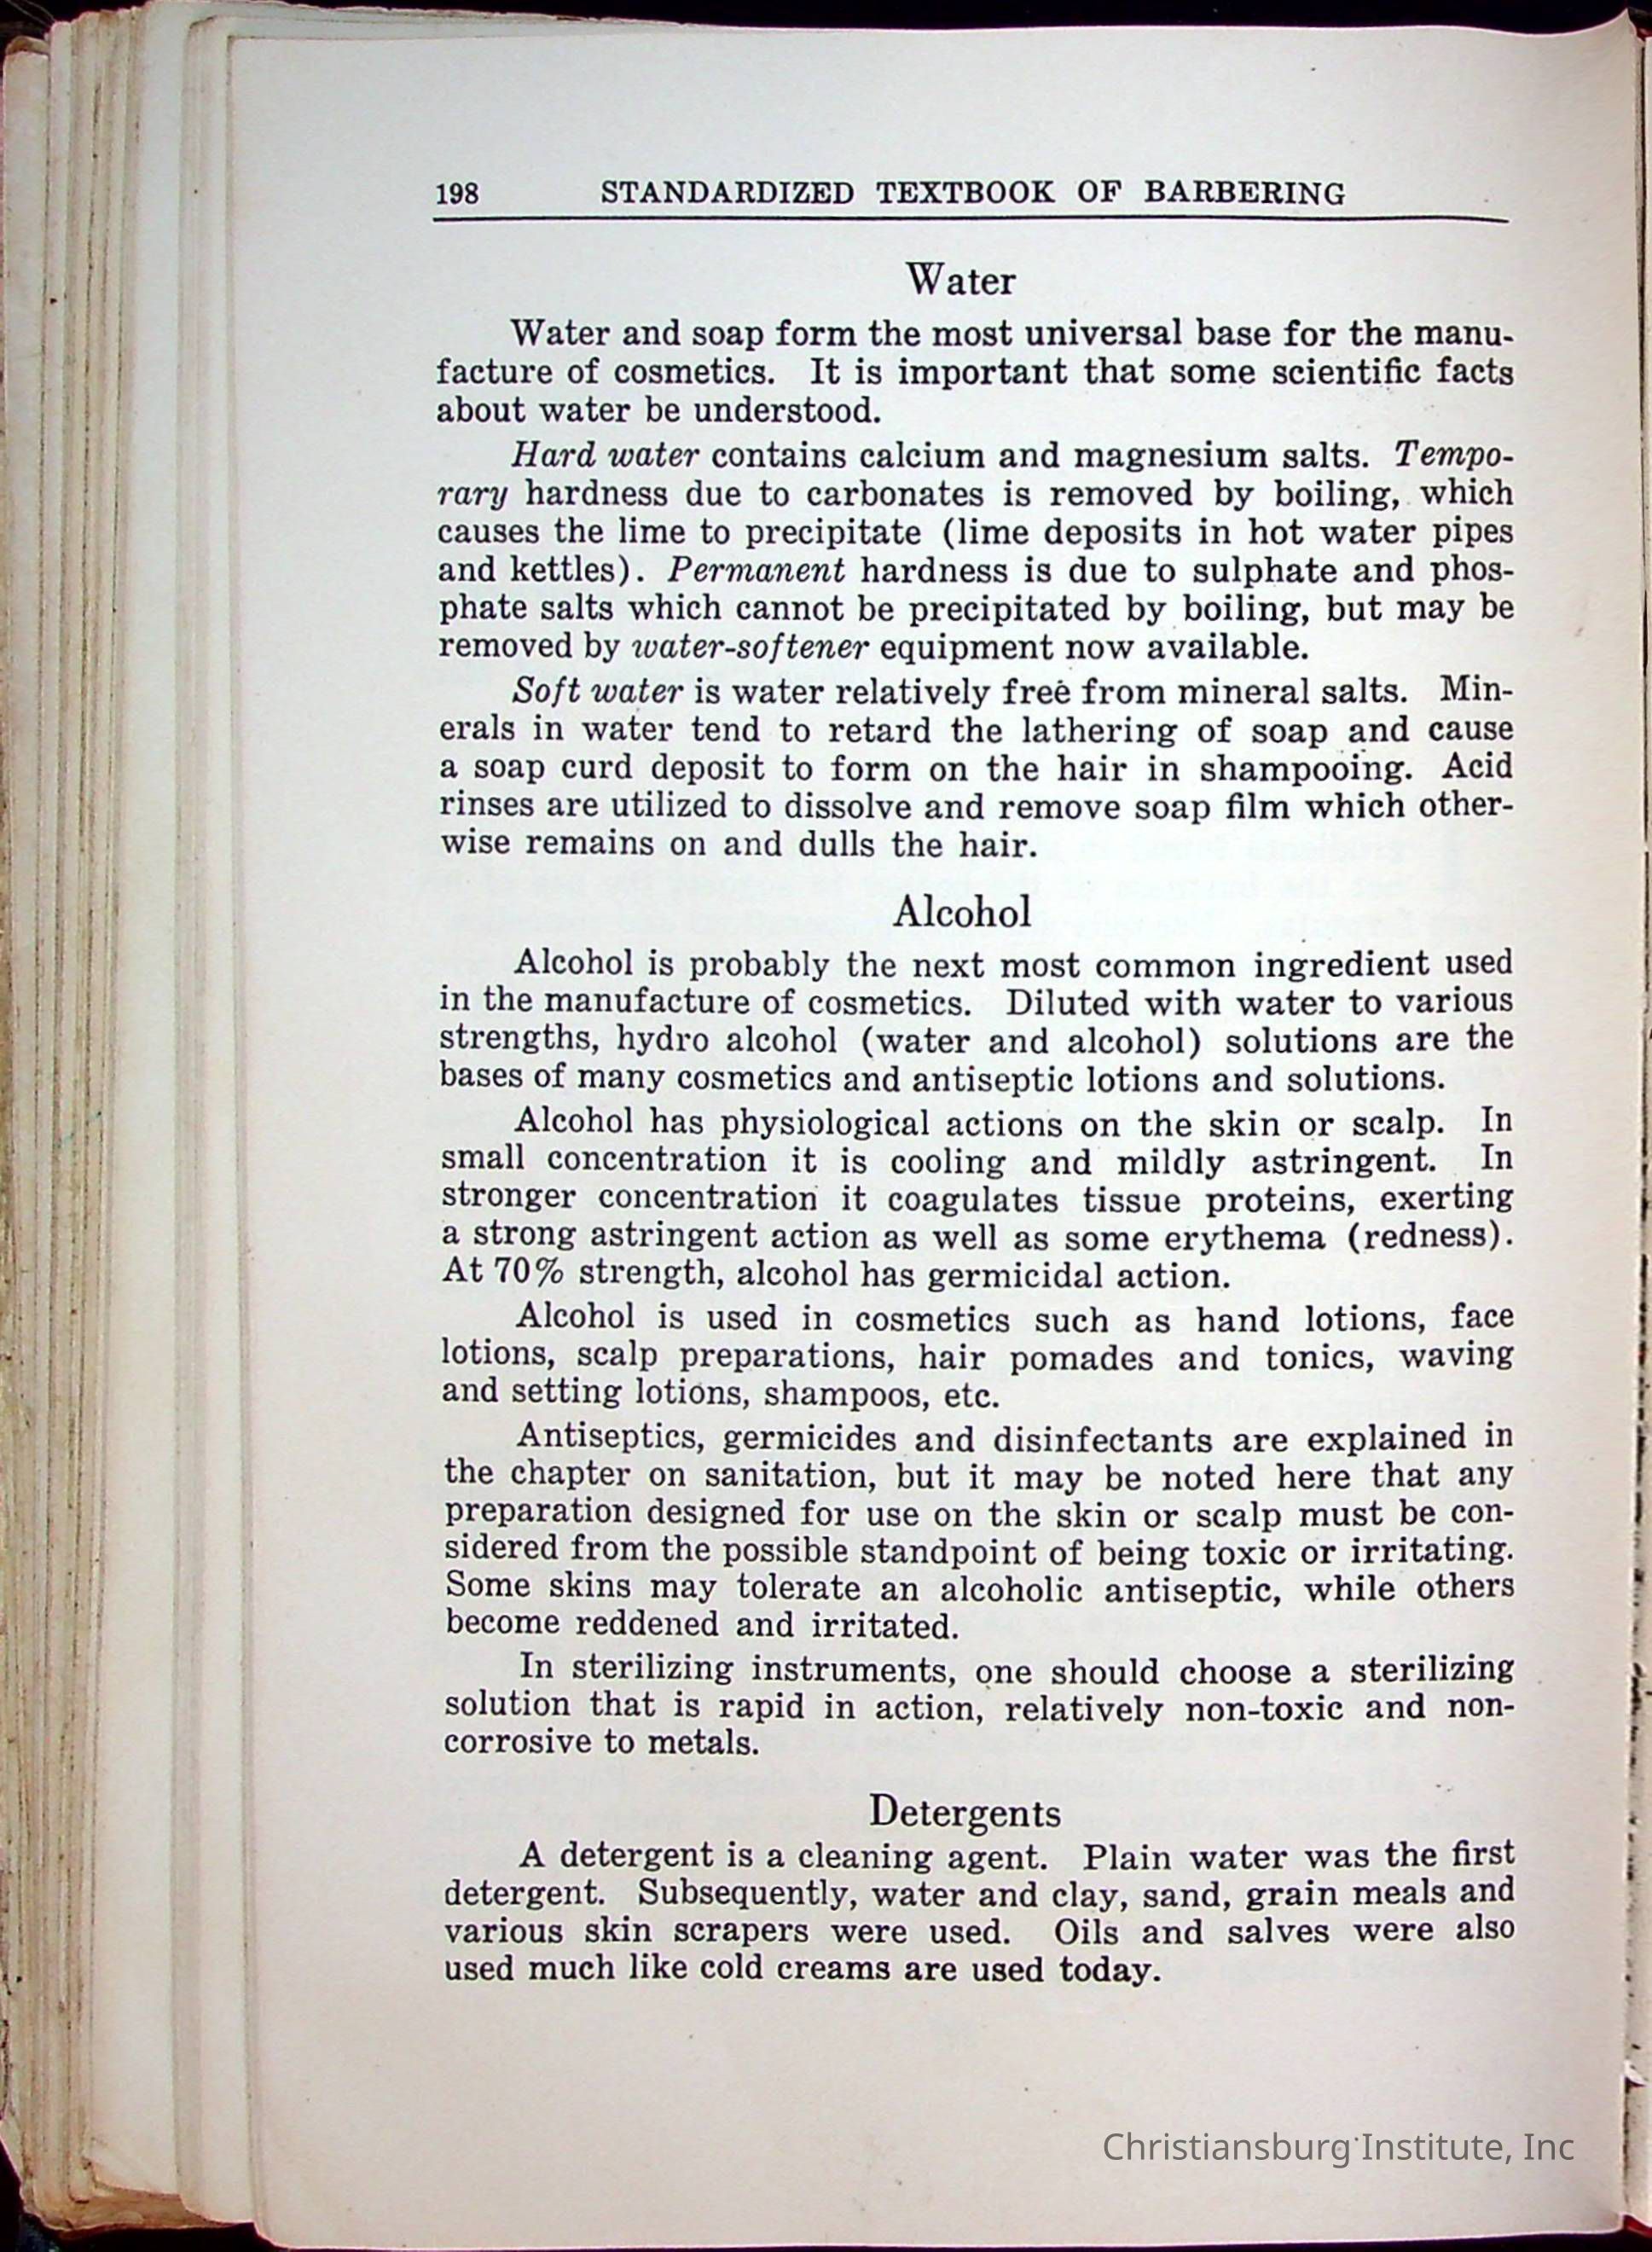 198 STANDARDIZED TEXTBOOK OF BARBERING
Water
Water and soap form the most universal base for the manu-
facture of cosmetics. It is important that some scientific facts
about water be understood.
Hard water contains calcium and magnesium salts. Tempo-
rary hardness due to carbonates is removed by boiling, which
causes the lime to precipitate (lime deposits in hot water pipes
and kettles). Permanent hardness is due to sulphate and phos-
phate salts which cannot be precipitated by boiling, but may be
removed by water-softener equipment now available.
Soft water is water relatively free from mineral salts. Min-
erals in water tend to retard the lathering of soap and cause
a soap curd deposit to form on the hair in shampooing. Acid
rinses are utilized to dissolve and remove soap film which other-
wise remains on and dulls the hair.
Alcohol
Alcohol is probably the next most common ingredient used
in the manufacture of cosmetics. Diluted with water to various
strengths, hydro alcohol (water and alcohol) solutions are the
bases of many cosmetics and antiseptic lotions and solutions.
Alcohol has physiological actions on the skin or scalp. In
small concentration it is cooling and mildly astringent. In
stronger concentration it coagulates tissue proteins, exerting
a strong astringent action as well as some erythema (redness).
At 70% strength, alcohol has germicidal action.
Alcohol is used in cosmetics such as hand lotions, face
lotions, scalp preparations, hair pomades and tonics, waving
and setting lotions, shampoos, etc.
Antiseptics, germicides and disinfectants are explained in
the chapter on sanitation, but it may be noted here that any
preparation designed for use on the skin or scalp must be con-
sidered from the possible standpoint of being toxic or irritating.
Some skins may tolerate an alcoholic antiseptic, while others
become reddened and irritated.
In sterilizing instruments, one should choose a sterilizing
solution that is rapid in action, relatively non-toxic and non-
corrosive to metals.
Detergents
A detergent is a cleaning agent. Plain water was the first
detergent. Subsequently, water and clay, sand, grain meals and
various skin scrapers were used. Oils and salves were also
used much like cold creams are used today.
Christiansburg Institute, Inc